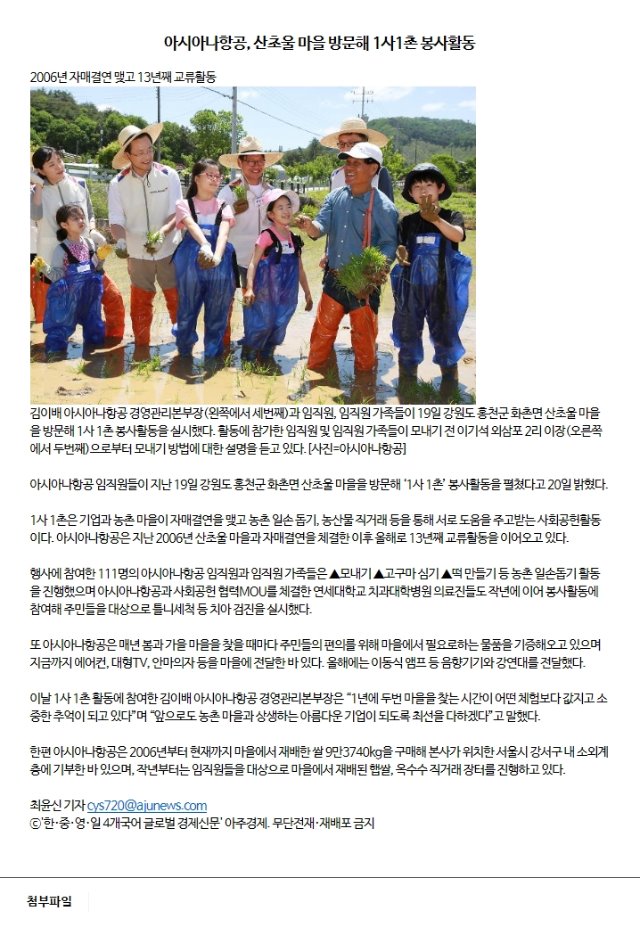 아시아나항공, 산초울 마을 방문해 1사1촌 봉사활동
2006년 자매결연 맺고 13년째 교류활동
김이배 아시아나항공 경영관리본부장(왼쪽에서 세번째)과 임직원, 임직원 가족들이 19일 강원도 홍천군 화촌면 산초울 마을
을 방문해 1사 1촌 봉사활동을 실시했다. 활동에 참가한 임직원 및 임직원 가족들이 모내기 전 이기석 외삼포 2리 이장(오른쪽
에서 두번째)으로부터 모내기 방법에 대한 설명을 듣고 있다. [사진=아시아나항공]
아시아나항공 임직원들이 지난 19일 강원도 홍천군 화촌면 산초울 마을을 방문해 ‘1사 1촌’ 봉사활동을 펼쳤다고 20일 밝혔다.
1사 1촌은 기업과 농촌 마을이 자매결연을 맺고 농촌 일손 돕기, 농산물 직거래 등을 통해 서로 도움을 주고받는 사회공헌활동
이다. 아시아나항공은 지난 2006년 산초울 마을과 자매결연을 체결한 이후 올해로 13년째 교류활동을 이어오고 있다.
행사에 참여한 111명의 아시아나항공 임직원과 임직원 가족들은 ▲모내기 ▲고구마 심기 ▲떡 만들기 등 농촌 일손돕기 활동
을 진행했으며 아시아나항공과 사회공헌 협력MOU를 체결한 연세대학교 치과대학병원 의료진들도 작년에 이어 봉사활동에
참여해 주민들을 대상으로 틀니세척 등 치아 검진을 실시했다.
또 아시아나항공은 매년 봄과 가을 마을을 찾을 때마다 주민들의 편의를 위해 마을에서 필요로하는 물품을 기증해오고 있으며
지금까지 에어컨, 대형TV, 안마의자 등을 마을에 전달한 바 있다. 올해에는 이동식 앰프 등 음향기기와 강연대를 전달했다.
이날 1사 1촌 활동에 참여한 김이배 아시아나항공 경영관리본부장은 “1년에 두번 마을을 찾는 시간이 어떤 체험보다 값지고 소
중한 추억이 되고 있다”며 “앞으로도 농촌 마을과 상생하는 아름다운 기업이 되도록 최선을 다하겠다”고 말했다.
한편 아시아나항공은 2006년부터 현재까지 마을에서 재배한 쌀 9만3740kg을 구매해 본사가 위치한 서울시 강서구 내 소외계
층에 기부한 바 있으며, 작년부터는 임직원들을 대상으로 마을에서 재배된 햅쌀, 옥수수 직거래 장터를 진행하고 있다.
최윤신 기자 cys720@ajunews.com
ⓒ'한·중·영·일 4개국어 글로벌 경제신문' 아주경제. 무단전재·재배포 금지
첨부파일